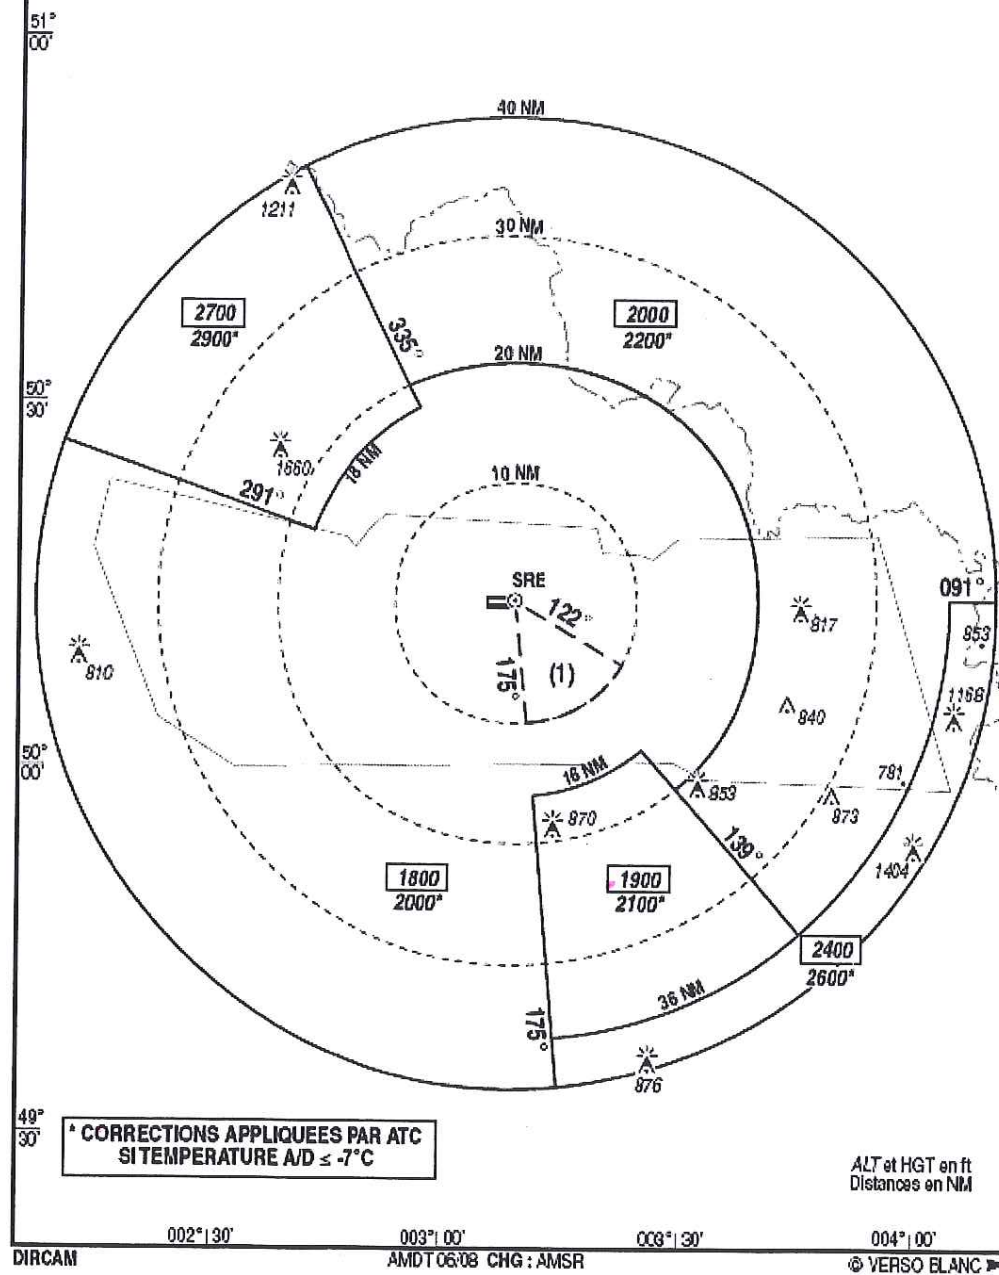 51°
00'
40 NM
1211
30 NM
2700
2900*
2000
2200*
335°
20 NM
50°
30'
1660
18 NM
291°
10 NM
SRE
091°
122°
817
853
810
175°
(1)
1168
840
50°
00'
16 NM
781
853
873
870
139°
1404
1800
2000*
1900
2100*
2400
2600*
36 NM
175°
876
49°
30'
* CORRECTIONS APPLIQUEES PAR ATC
SI TEMPERATURE A/D ≤ -7°C
ALT et HGT en ft
Distances en NM
002°30'
003°00'
003°30'
004°00'
DIRCAM
AMDT 06/08 CHG : AMSR
© VERSO BLANC